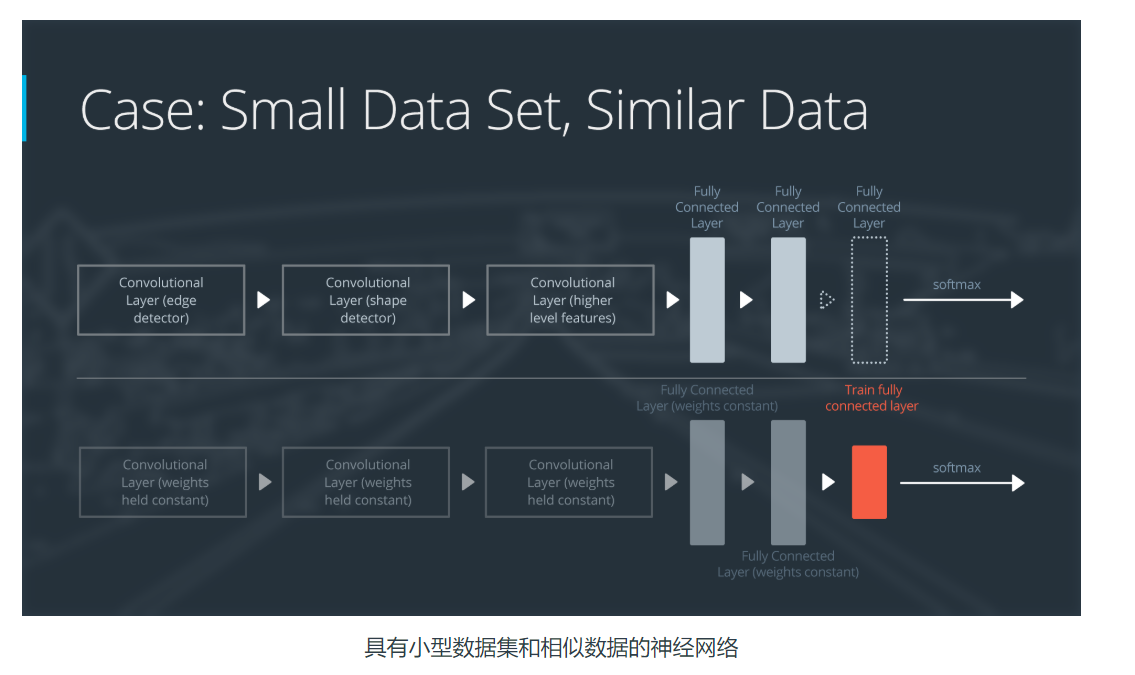 Case: Small Data Set, Similar Data
Fully
Connected
Layer
Fully
Connected
Layer
Fully
Connected
Layer
Convolutional
Layer (edge
detector)
Convolutional
Layer (shape
detector)
Convolutional
Layer (higher
level features)
softmax
Fully Connected
Layer (weights constant)
Train fully
connected layer
Convolutional
Layer (weights
held constant)
Convolutional
Layer (weights
held constant)
Convolutional
Layer (weights
held constant)
softmax
Fully Connected
Layer (weights constant)
具有小型数据集和相似数据的神经网络